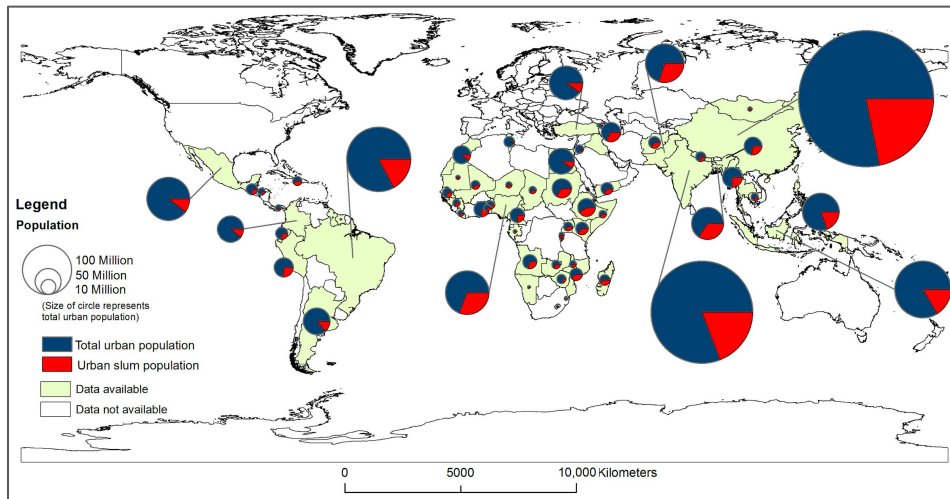 Legend
Population
100 Million
50 Million
10 Million
(Size of circle represents
total urban population)
Total urban population
Urban slum population
Data available
Data not available
0 5000 10,000 Kilometers